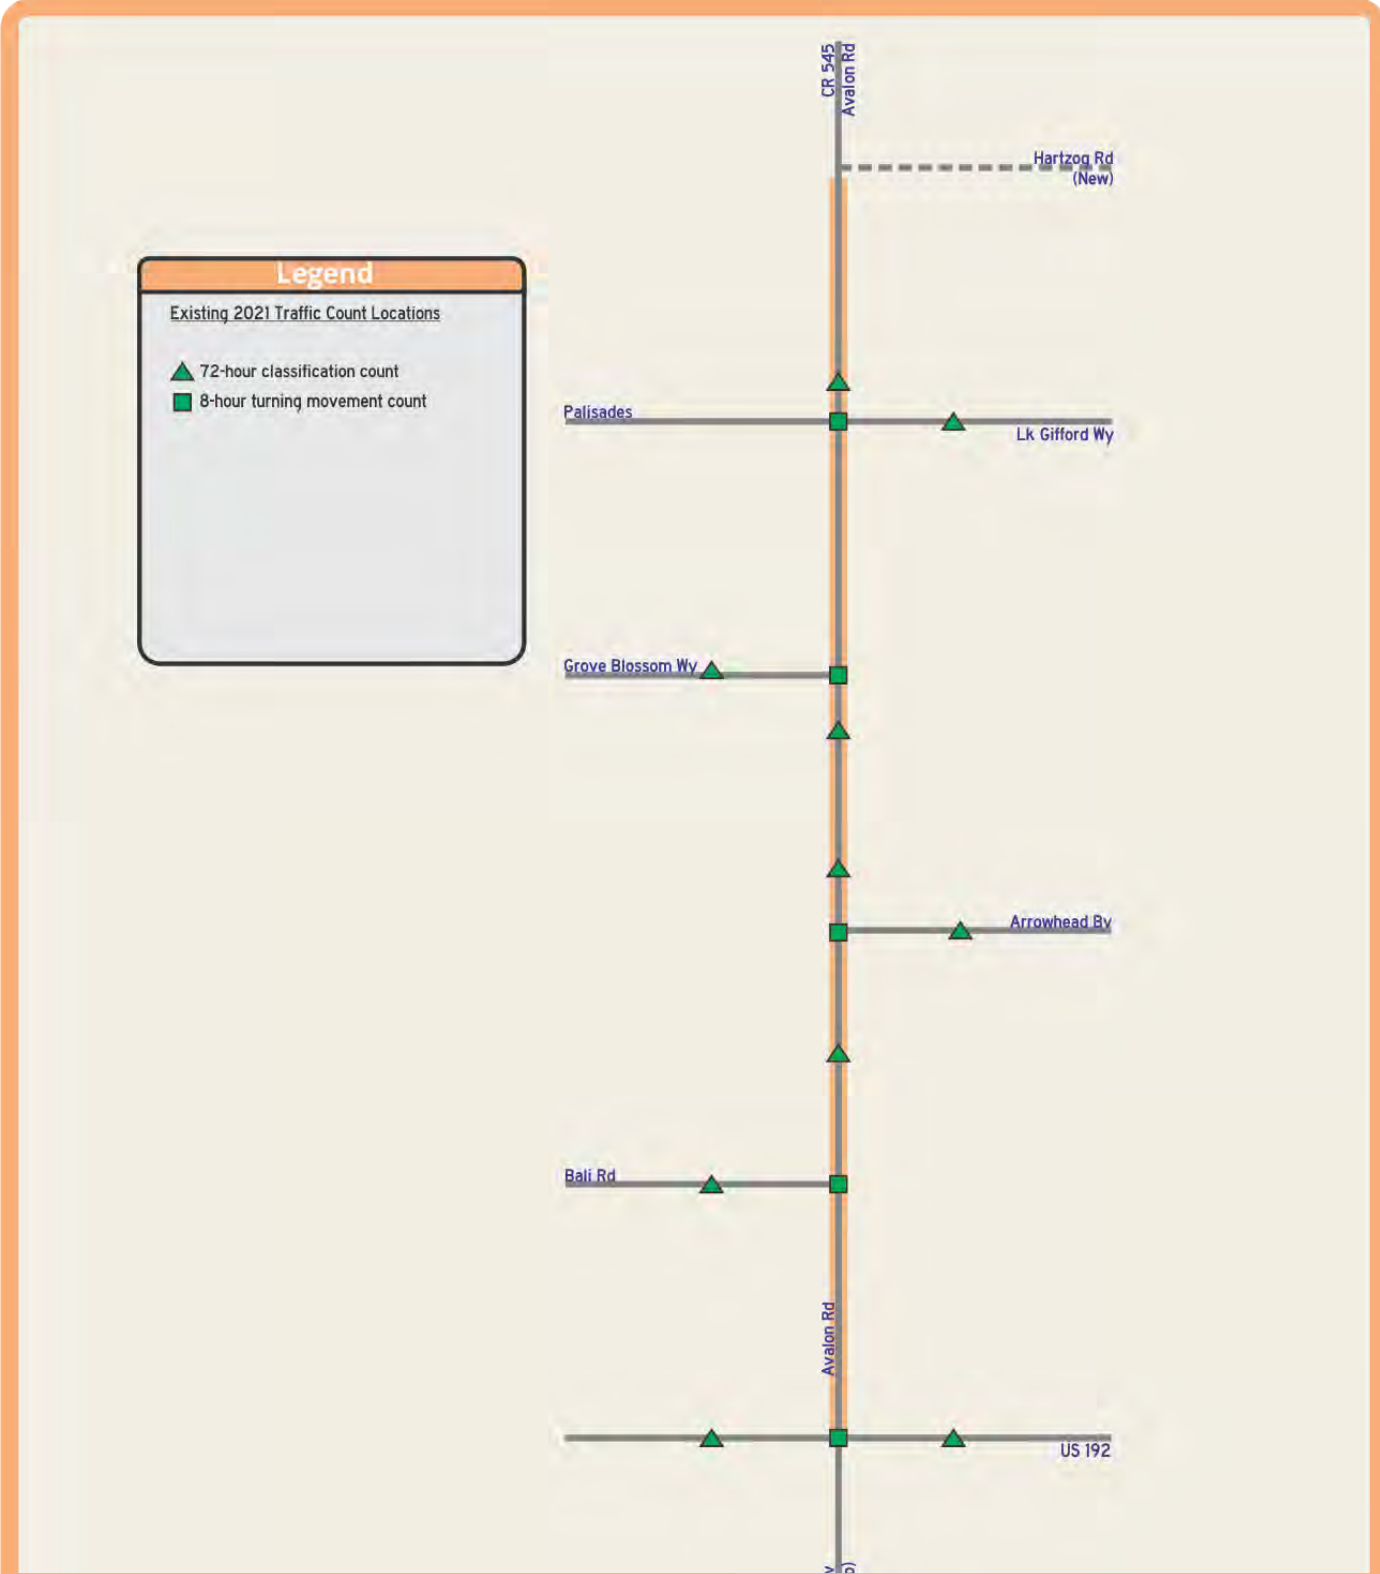 CR 545
Avalon Rd
Hartzog Rd
(New)
Legend
Existing 2021 Traffic Count Locations
72-hour classification count
8-hour turning movement count
Palisades
Lk Gifford Wy
Grove Blossom Wy
Arrowhead Bv
Bali Rd
Avalon Rd
US 192